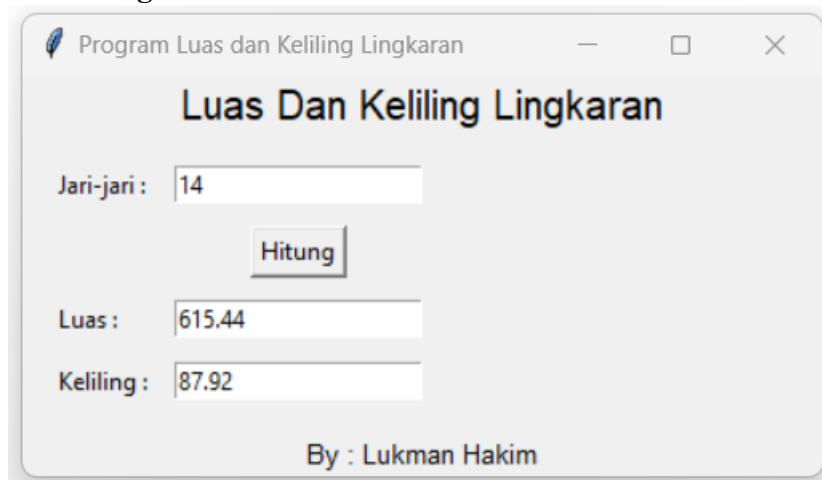 Program Luas dan Keliling Lingkaran
Luas Dan Keliling Lingkaran
Jari-jari : 14
Hitung
Luas : 615.44
Keliling : 87.92
By : Lukman Hakim